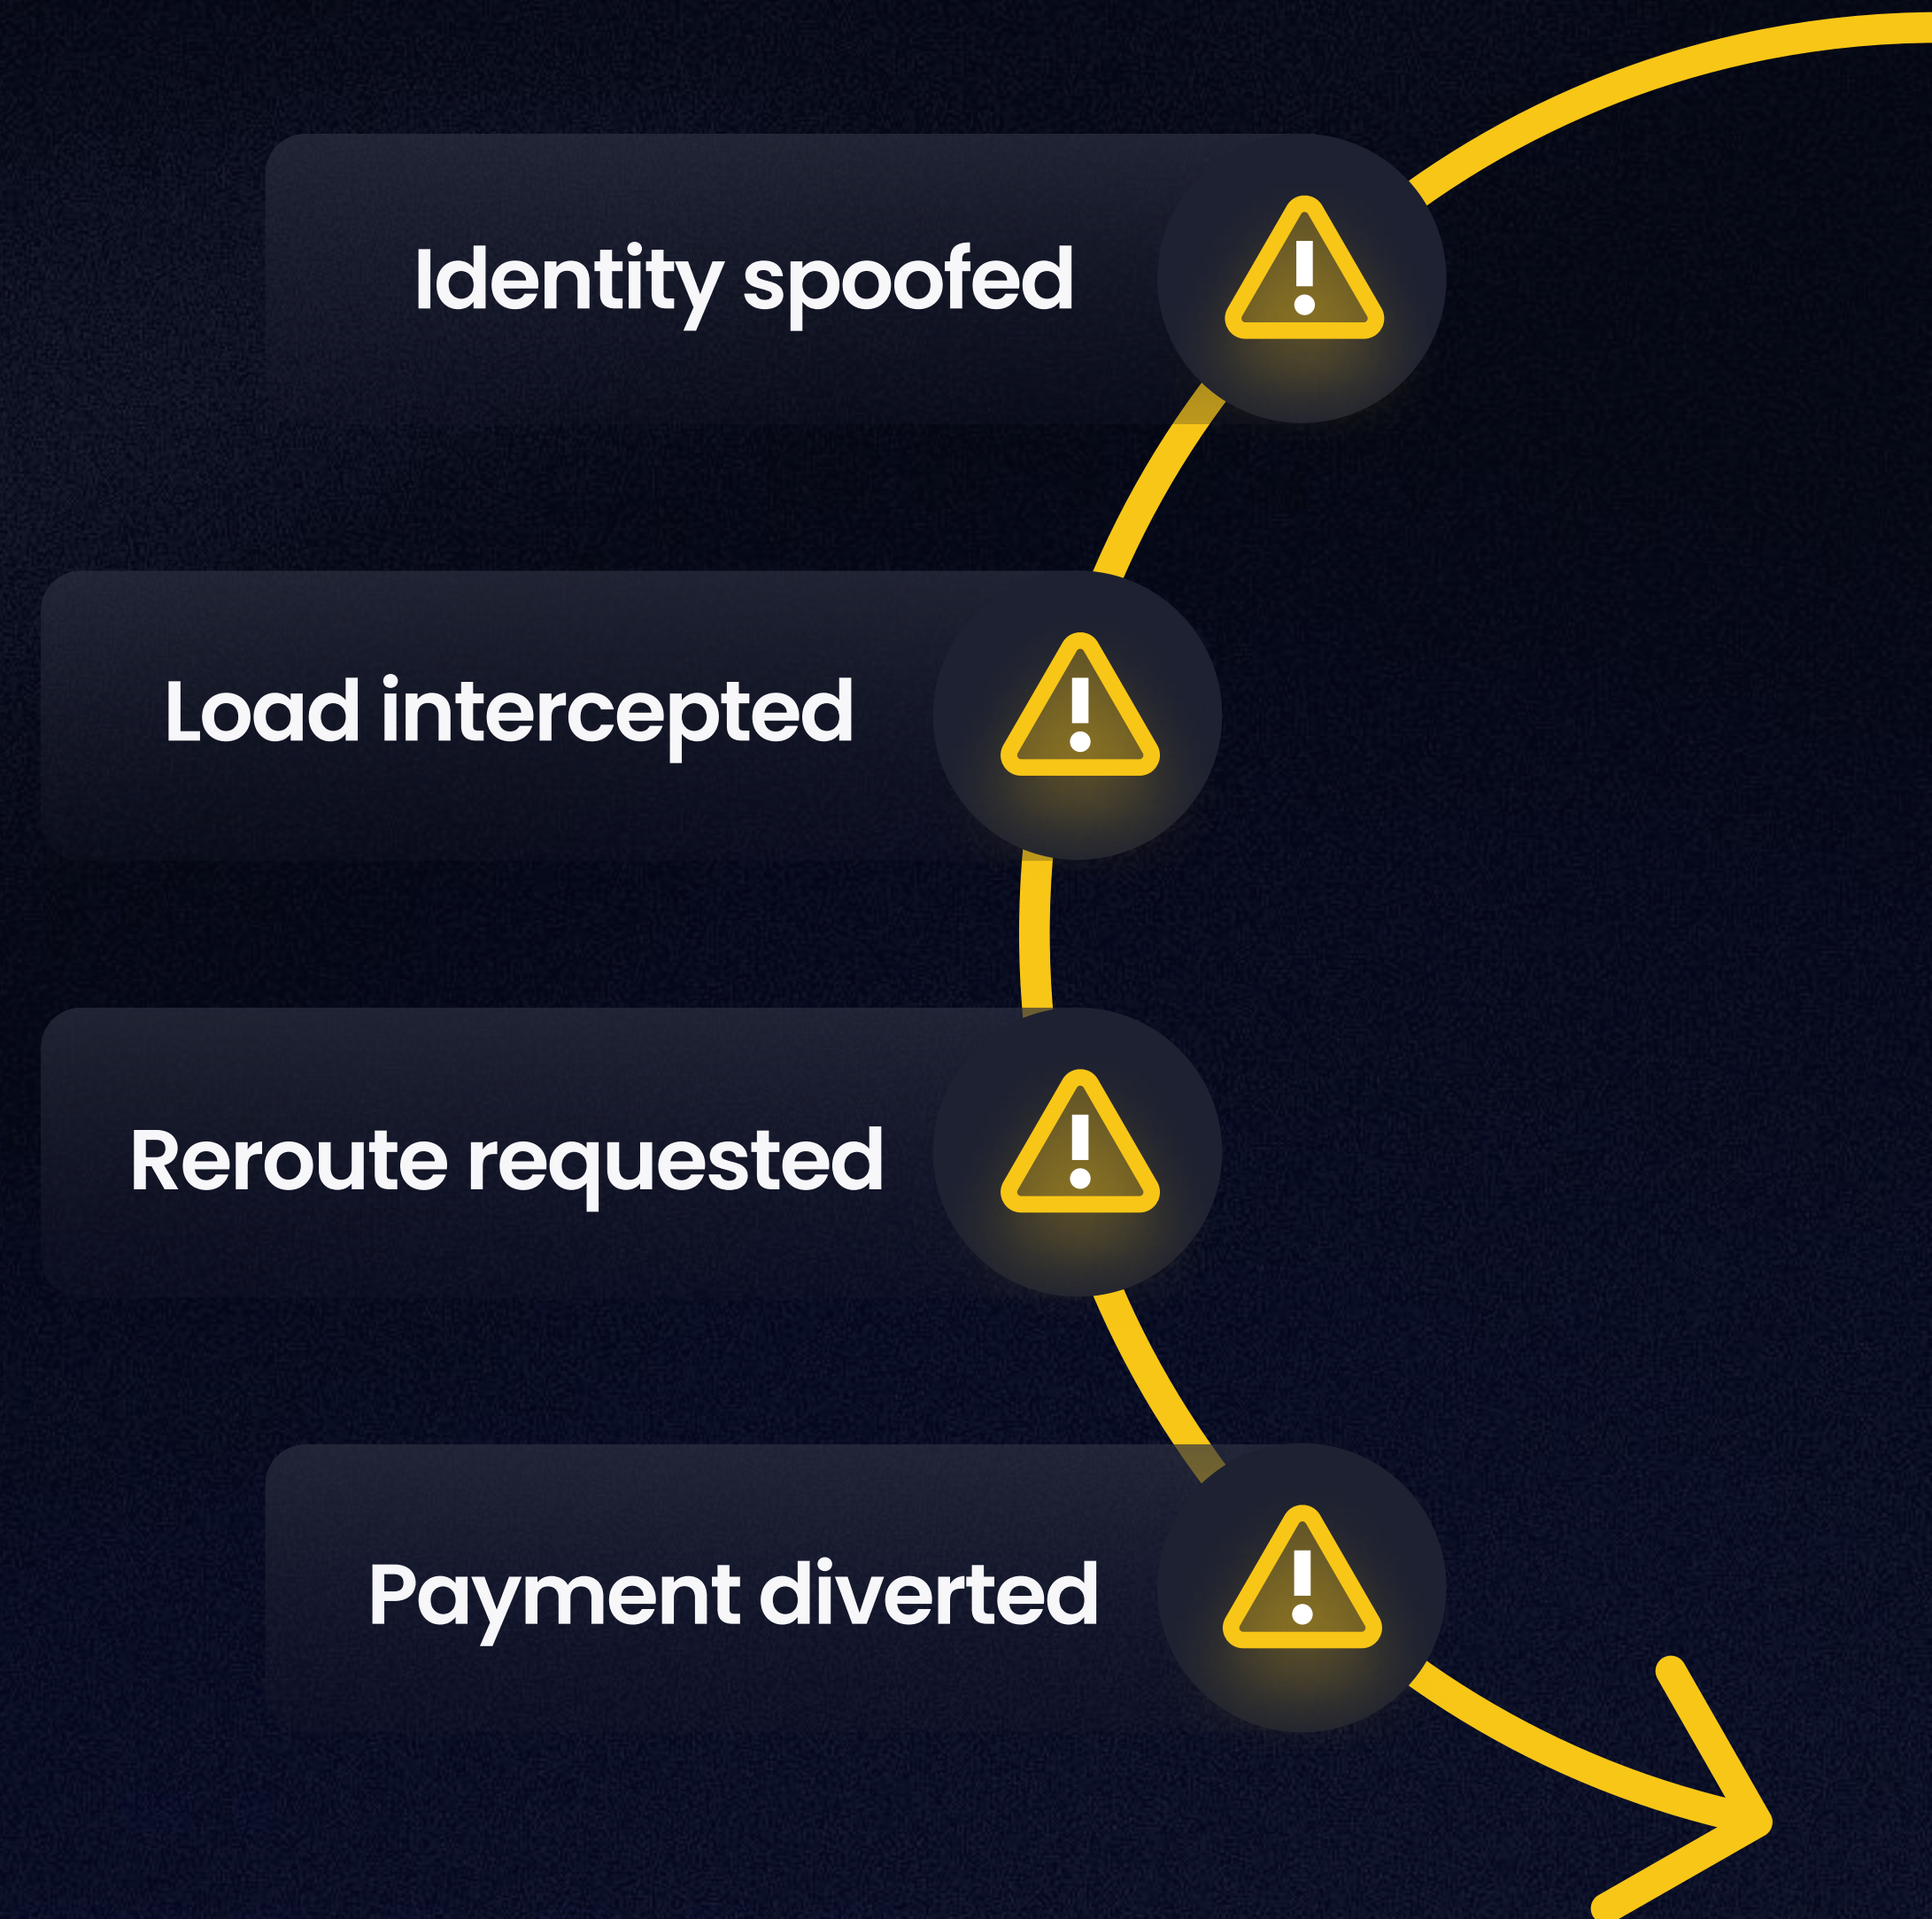 Identity spoofed
Load intercepted
Reroute requested
Payment diverted